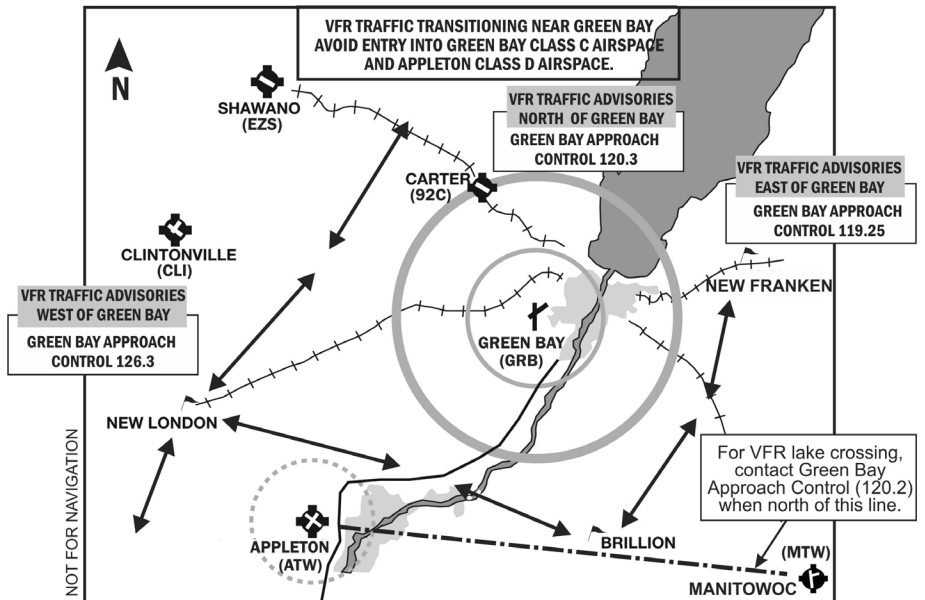 VFR TRAFFIC TRANSITIONING NEAR GREEN BAY
AVOID ENTRY INTO GREEN BAY CLASS C AIRSPACE
AND APPLETON CLASS D AIRSPACE.
N
SHAWANO
(EZS)
VFR TRAFFIC ADVISORIES
NORTH OF GREEN BAY
GREEN BAY APPROACH
CONTROL 120.3
CARTER
(92C)
VFR TRAFFIC ADVISORIES
EAST OF GREEN BAY
GREEN BAY APPROACH
CONTROL 119.25
CLINTONVILLE
(CLI)
NEW FRANKEN
VFR TRAFFIC ADVISORIES
WEST OF GREEN BAY
GREEN BAY APPROACH
CONTROL 126.3
GREEN BAY
(GRB)
NEW LONDON
For VFR lake crossing,
contact Green Bay
Approach Control (120.2)
when north of this line.
NOT FOR NAVIGATION
APPLETON
(ATW)
BRILLION
(MTW)
MANITOWOC